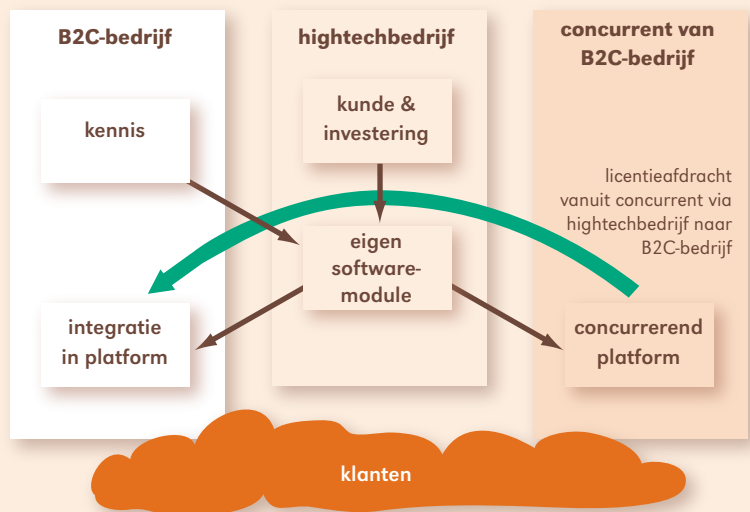 B2C-bedrijf
kennis
integratie
in platform
hightechbedrijf
kunde &
investering
eigen
software-
module
concurrent van
B2C-bedrijf
licentieafdracht
vanuit concurrent via
hightechbedrijf naar
B2C-bedrijf
concurrerend
platform
klanten